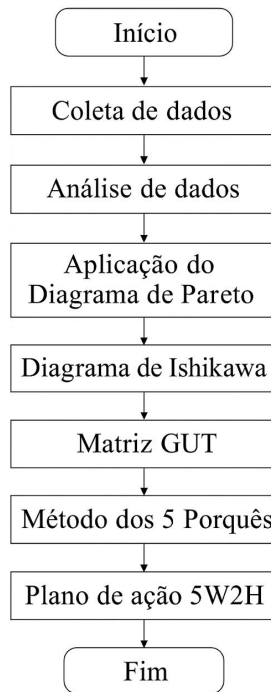 Início
Coleta de dados
Análise de dados
Aplicação do
Diagrama de Pareto
Diagrama de Ishikawa
Matriz GUT
Método dos 5 Porquês
Plano de ação 5W2H
Fim